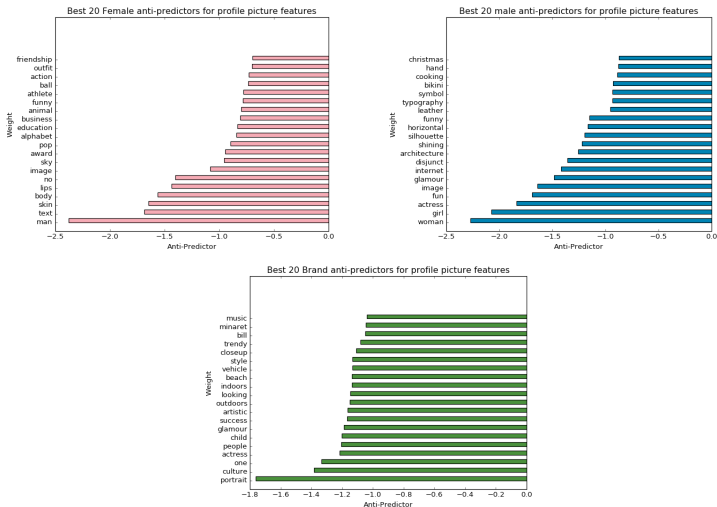 Best 20 Female anti-predictors for profile picture features
Weight
friendship
outfit
action
ball
athlete
funny
animal
business
education
alphabet
pop
award
sky
image
no
lips
body
skin
text
man
−2.5 −2.0 −1.5 −1.0 −0.5 0.0
Anti-Predictor
Best 20 male anti-predictors for profile picture features
Weight
christmas
hand
cooking
bikini
symbol
typography
leather
funny
horizontal
silhouette
shining
architecture
disjunct
internet
glamour
image
fun
actress
girl
woman
−2.5 −2.0 −1.5 −1.0 −0.5 0.0
Anti-Predictor
Best 20 Brand anti-predictors for profile picture features
Weight
music
minaret
bill
trendy
closeup
style
vehicle
beach
indoors
looking
outdoors
artistic
success
glamour
child
people
actress
one
culture
portrait
−1.8 −1.6 −1.4 −1.2 −1.0 −0.8 −0.6 −0.4 −0.2 0.0
Anti-Predictor